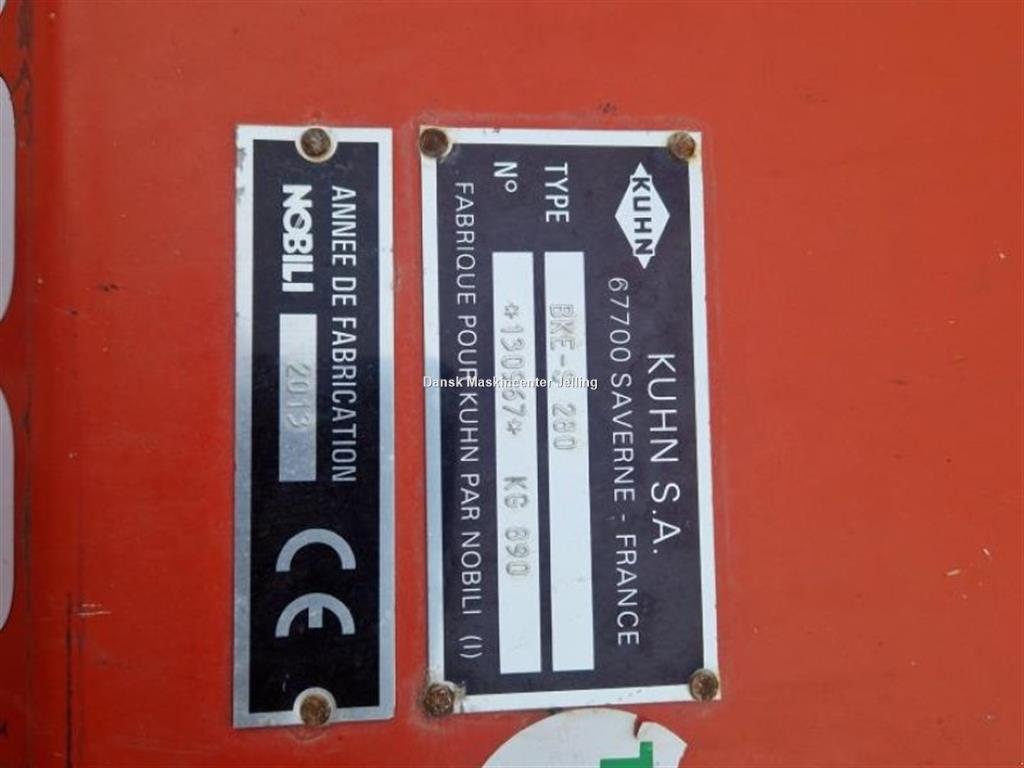 KUHN
KUHN S.A.
67700 SAVERNE - FRANCE
TYPE BKE-S 280
Nº *130967* KG 890
FABRIQUE POUR KUHN PAR NOBILI (I)
ANNEE DE FABRICATION
NOBILI 2013
CE
Dansk Maskincenter Jelling